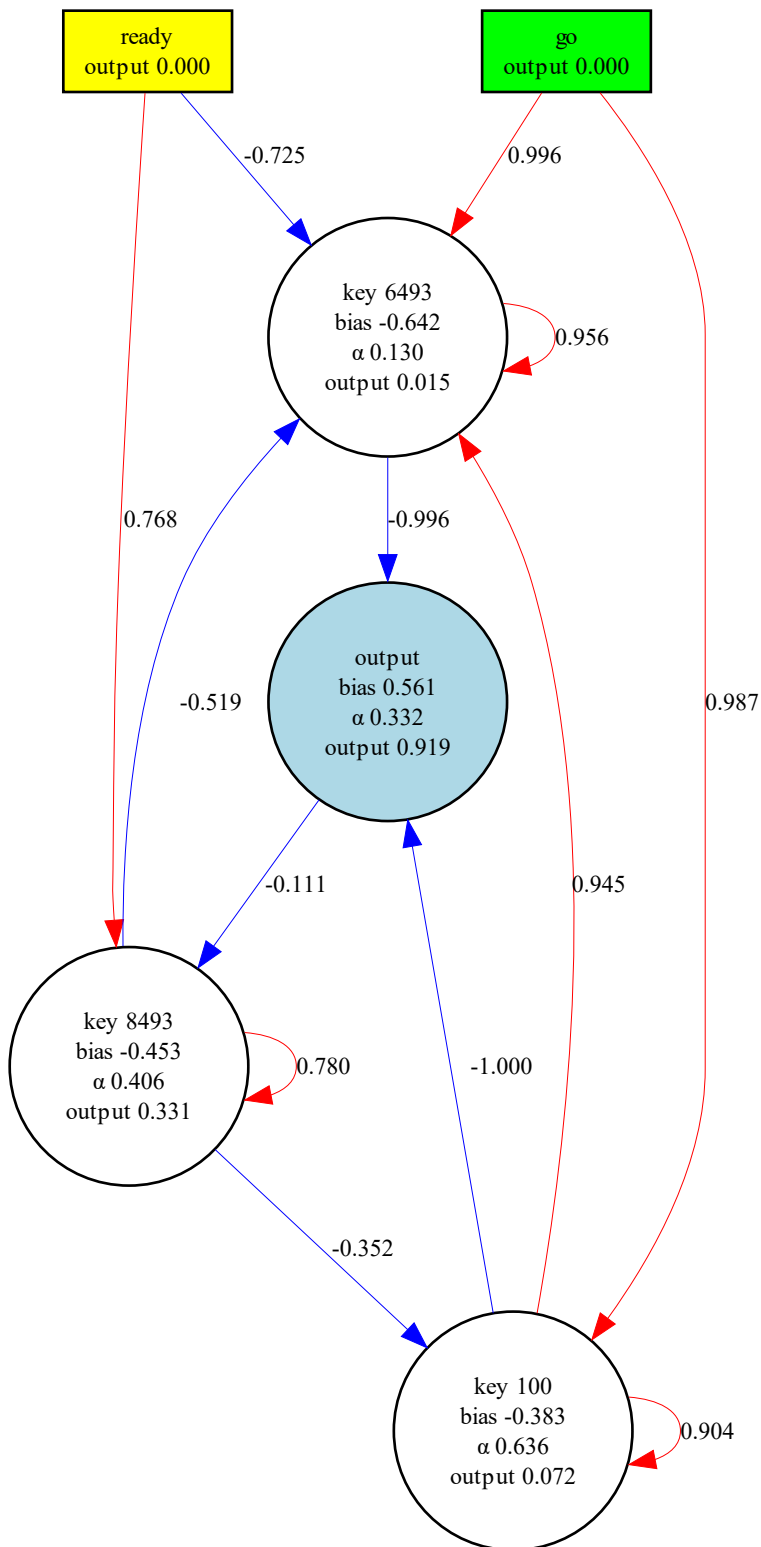 ready
output 0.000
go
output 0.000
-0.725
0.996
key 6493
bias -0.642
α 0.130
output 0.015
0.956
0.768
-0.996
output
bias 0.561
α 0.332
output 0.919
-0.519
0.987
-0.111
0.945
key 8493
bias -0.453
α 0.406
output 0.331
0.780
-1.000
-0.352
key 100
bias -0.383
α 0.636
output 0.072
0.904